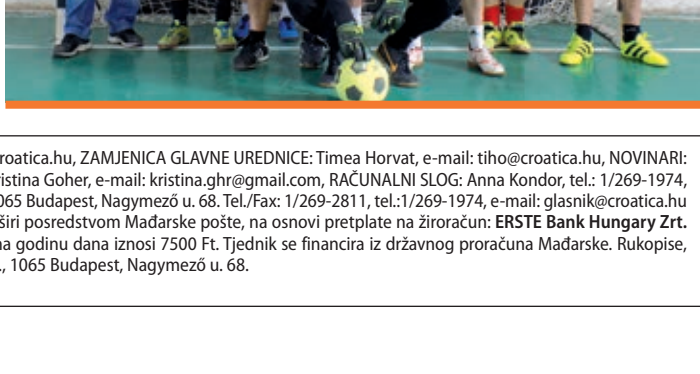 roatica.hu, ZAMJENICA GLAVNE UREDNICE: Timea Horvat, e-mail: tiho@croatica.hu, NOVINARI:
ristina Goher, e-mail: kristina.ghr@gmail.com, RAČUNALNI SLOG: Anna Kondor, tel.: 1/269-1974,
065 Budapest, Nagymező u. 68. Tel./Fax: 1/269-2811, tel.:1/269-1974, e-mail: glasnik@croatica.hu
širi posredstvom Mađarske pošte, na osnovi pretplate na žiroračun: ERSTE Bank Hungary Zrt.
na godinu dana iznosi 7500 Ft. Tjednik se financira iz državnog proračuna Mađarske. Rukopise,
., 1065 Budapest, Nagymező u. 68.